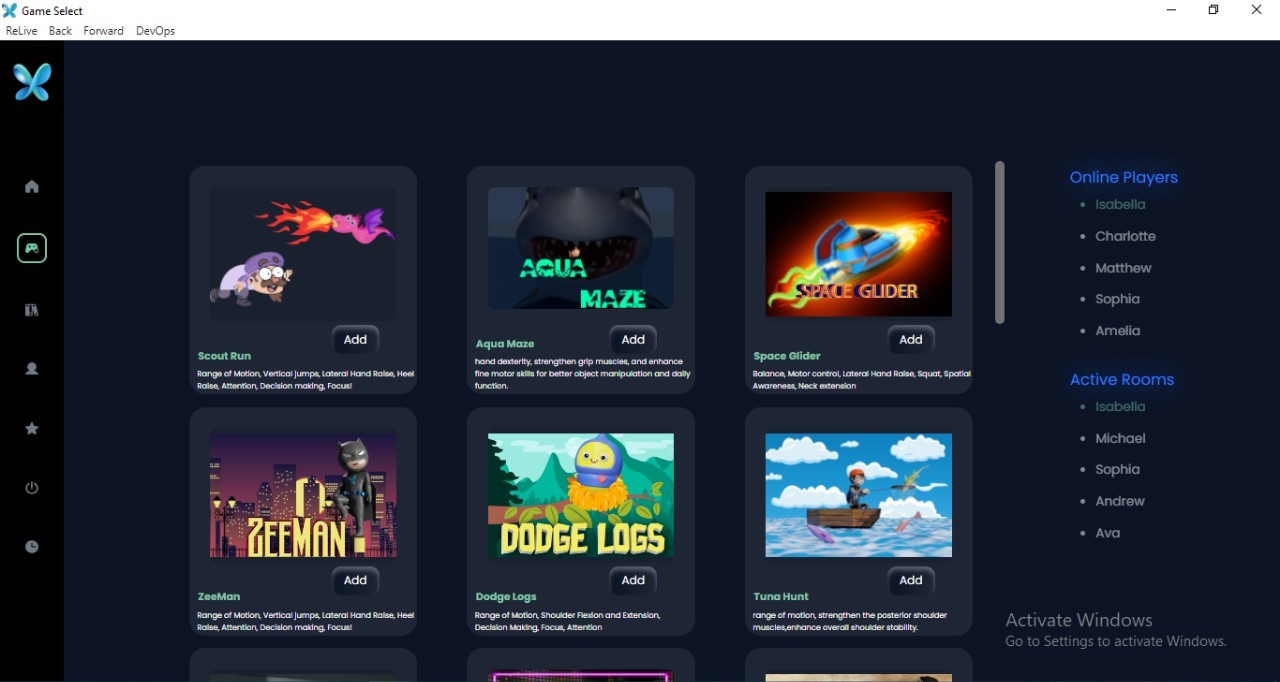 Game Select
ReLive Back Forward DevOps
AQUA
MAZE
SPACE GLIDER
Add
Scout Run
Range of Motion, Vertical jumps, Lateral Hand Raise, Heel
Raise, Attention, Decision making, Focus!
Add
Aqua Maze
hand dexterity, strengthen grip muscles, and enhance
fine motor skills for better object manipulation and daily
function.
Add
Space Glider
Balance, Motor control, Lateral Hand Raise, Squat, Spatial
Awareness, Neck extension
ZEEMAN
Add
ZeeMan
Range of Motion, Vertical jumps, Lateral Hand Raise, Heel
Raise, Attention, Decision making, Focus!
DODGE LOGS
Add
Dodge Logs
Range of Motion, Shoulder Flexion and Extension,
Decision Making, Focus, Attention
Add
Tuna Hunt
range of motion, strengthen the posterior shoulder
muscles,enhance overall shoulder stability.
Online Players
Isabella
Charlotte
Matthew
Sophia
Amelia
Active Rooms
Isabella
Michael
Sophia
Andrew
Ava
Activate Windows
Go to Settings to activate Windows.